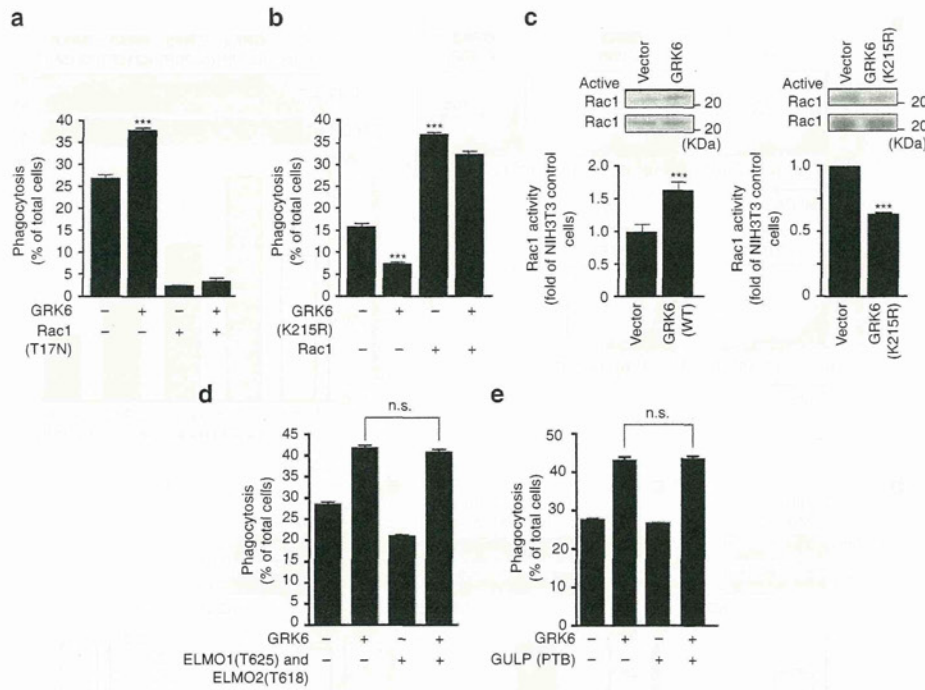 a
Phagocytosis
(% of total cells)
40
35
30
25
20
15
10
5
0
***
GRK6 – + – +
Rac1 – – + +
(T17N)
b
Phagocytosis
(% of total cells)
40
35
30
25
20
15
10
5
0
***
***
GRK6 – + – +
(K215R)
Rac1 – – + +
c
Vector
GRK6
Active
Rac1
20
Rac1
20
(KDa)
Rac1 activity
(fold of NIH3T3 control
cells)
2.0
1.5
1.0
0.5
0.0
***
Vector
GRK6
(WT)
Vector
GRK6
(K215R)
Active
Rac1
20
Rac1
20
(KDa)
Rac1 activity
(fold of NIH3T3 control
cells)
1.0
0.75
0.5
0.25
0
***
Vector
GRK6
(K215R)
d
n.s.
Phagocytosis
(% of total cells)
45
40
35
30
25
20
15
10
5
0
GRK6 – + – +
ELMO1(T625) and – – + +
ELMO2(T618)
e
n.s.
Phagocytosis
(% of total cells)
50
40
30
20
10
0
GRK6 – + – +
GULP (PTB) – – + +